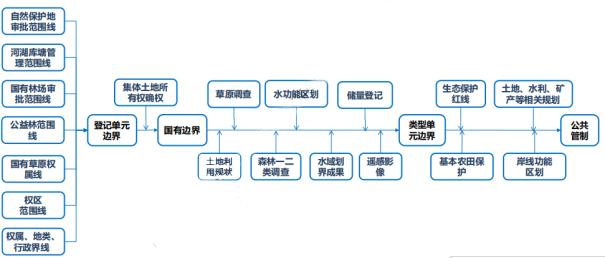 自然保护地
审批范围线
河湖库塘管
理范围线
国有林场审
批范围线
公益林范围
线
国有草原权
属线
权区
范围线
权属、地类、
行政界线
登记单元
边界
集体土地所
有权确权
国有边界
草原调查
水功能区划
储量登记
土地利
用现状
森林一二
类调查
水域划
界成果
遥感影
像
类型单
元边界
生态保护
红线
土地、水利、矿
产等相关规划
基本农田保
护
岸线功能
区划
公共
管制